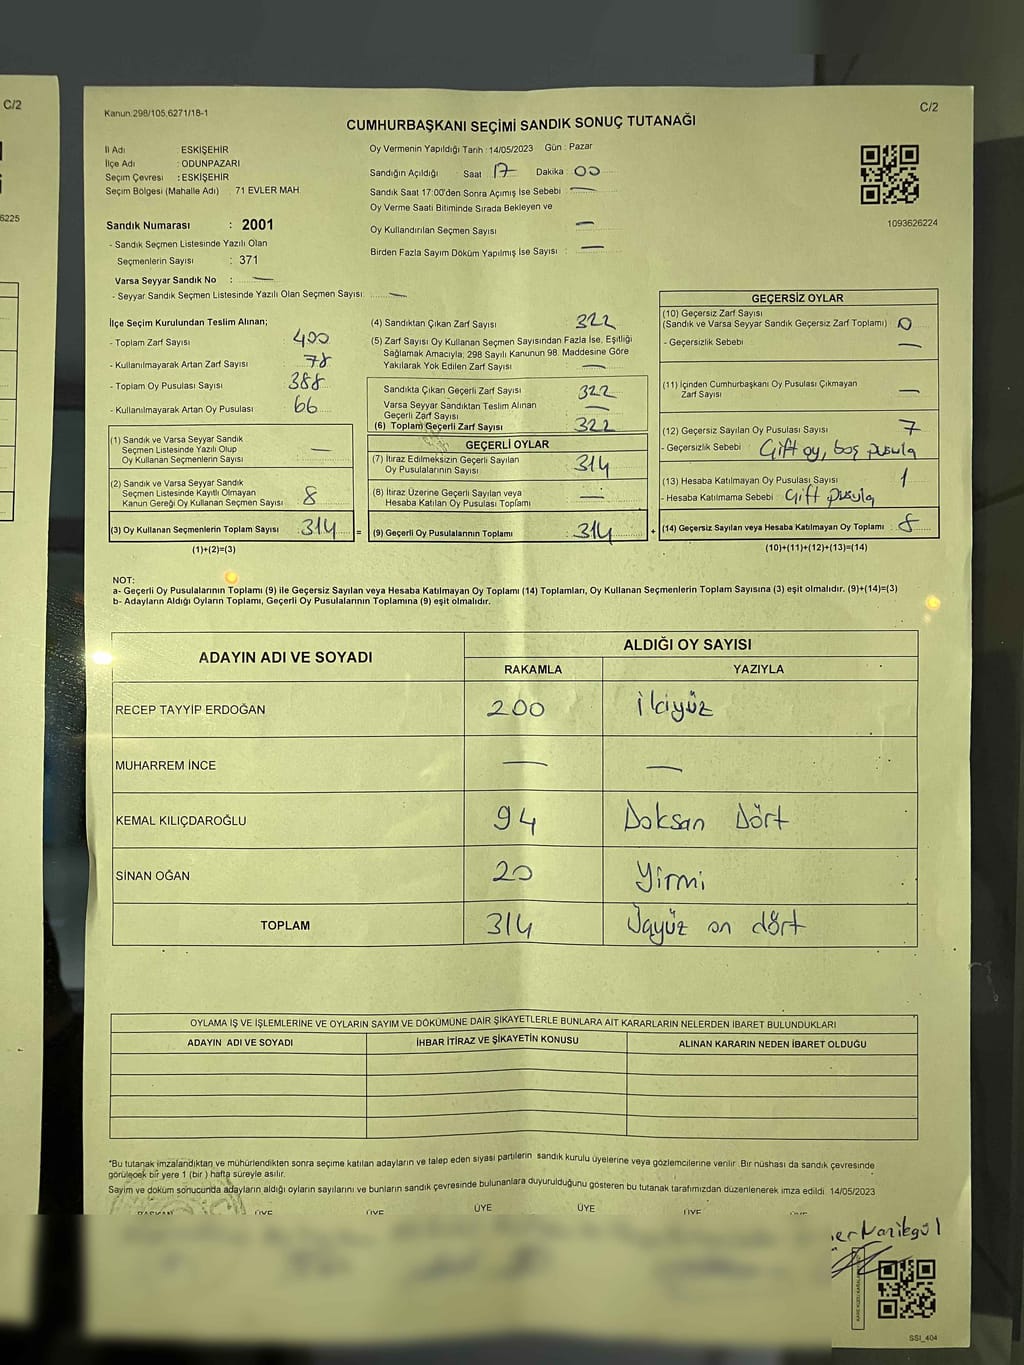 C/2
6225
Kanun:298/105;6271/18-1
C/2
CUMHURBAŞKANI SEÇİMİ SANDIK SONUÇ TUTANAĞI
İl Adı : ESKİŞEHİR
İlçe Adı : ODUNPAZARI
Seçim Çevresi : ESKİŞEHİR
Seçim Bölgesi (Mahalle Adı) 71 EVLER MAH.
Oy Vermenin Yapıldığı Tarih : 14/05/2023 Gün : Pazar
Sandığın Açıldığı Saat 17 Dakika 00
Sandık Saat 17:00'den Sonra Açımış İse Sebebi —
Oy Verme Saati Bitiminde Sırada Bekleyen ve
Oy Kullandırılan Seçmen Sayısı —
Birden Fazla Sayım Döküm Yapılmış İse Sayısı : —
1093626224
Sandık Numarası : 2001
- Sandık Seçmen Listesinde Yazılı Olan
Seçmenlerin Sayısı : 371
Varsa Seyyar Sandık No : —
- Seyyar Sandık Seçmen Listesinde Yazılı Olan Seçmen Sayısı: —
İlçe Seçim Kurulundan Teslim Alınan;
- Toplam Zarf Sayısı 400
- Kullanılmayarak Artan Zarf Sayısı 78
- Toplam Oy Pusulası Sayısı 388
- Kullanılmayarak Artan Oy Pusulası 66
(1) Sandık ve Varsa Seyyar Sandık
Seçmen Listesinde Yazılı Olup
Oy Kullanan Seçmenlerin Sayısı —
(2) Sandık ve Varsa Seyyar Sandık
Seçmen Listesinde Kayıtlı Olmayan
Kanun Gereği Oy Kullanan Seçmen Sayısı 8
(3) Oy Kullanan Seçmenlerin Toplam Sayısı 314 =
(1)+(2)=(3)
(4) Sandıktan Çıkan Zarf Sayısı 322
(5) Zarf Sayısı Oy Kullanan Seçmen Sayısından Fazla İse, Eşitliği
Sağlamak Amacıyla; 298 Sayılı Kanunun 98. Maddesine Göre
Yakılarak Yok Edilen Zarf Sayısı —
Sandıkta Çıkan Geçerli Zarf Sayısı 322
Varsa Seyyar Sandıktan Teslim Alınan
Geçerli Zarf Sayısı —
(6) Toplam Geçerli Zarf Sayısı 322
GEÇERLİ OYLAR
(7) İtiraz Edilmeksizin Geçerli Sayılan
Oy Pusulalarının Sayısı 314
(8) İtiraz Üzerine Geçerli Sayılan veya
Hesaba Katılan Oy Pusulası Toplamı —
(9) Geçerli Oy Pusulalarının Toplamı 314 +
GEÇERSİZ OYLAR
(10) Geçersiz Zarf Sayısı
(Sandık ve Varsa Seyyar Sandık Geçersiz Zarf Toplamı) 0
- Geçersizlik Sebebi —
(11) İçinden Cumhurbaşkanı Oy Pusulası Çıkmayan
Zarf Sayısı —
(12) Geçersiz Sayılan Oy Pusulası Sayısı 7
- Geçersizlik Sebebi : Çift oy, boş pusula
(13) Hesaba Katılmayan Oy Pusulası Sayısı 1
- Hesaba Katılmama Sebebi : Çift pusula
(14) Geçersiz Sayılan veya Hesaba Katılmayan Oy Toplamı 8
(10)+(11)+(12)+(13)=(14)
NOT:
a- Geçerli Oy Pusulalarının Toplamı (9) ile Geçersiz Sayılan veya Hesaba Katılmayan Oy Toplamı (14) Toplamları, Oy Kullanan Seçmenlerin Toplam Sayısına (3) eşit olmalıdır. (9)+(14)=(3)
b- Adayların Aldığı Oyların Toplamı, Geçerli Oy Pusulalarının Toplamına (9) eşit olmalıdır.
ADAYIN ADI VE SOYADI
ALDIĞI OY SAYISI
RAKAMLA YAZIYLA
RECEP TAYYİP ERDOĞAN 200 İkiyüz
MUHARREM İNCE — —
KEMAL KILIÇDAROĞLU 94 Doksan Dört
SİNAN OĞAN 20 Yirmi
TOPLAM 314 Üçyüz on dört
OYLAMA İŞ VE İŞLEMLERİNE VE OYLARIN SAYIM VE DÖKÜMÜNE DAİR ŞİKAYETLERLE BUNLARA AİT KARARLARIN NELERDEN İBARET BULUNDUKLARI
ADAYIN ADI VE SOYADI İHBAR İTİRAZ VE ŞİKAYETİN KONUSU ALINAN KARARIN NEDEN İBARET OLDUĞU
*Bu tutanak imzalandıktan ve mühürlendikten sonra seçime katılan adayların ve talep eden siyasi partilerin sandık kurulu üyelerine veya gözlemcilerine verilir. Bir nüshası da sandık çevresinde
görülecek bir yere 1 (bir) hafta süreyle asılır.
Sayım ve döküm sonucunda adayların aldığı oyların sayılarını ve bunların sandık çevresinde bulunanlara duyurulduğunu gösteren bu tutanak tarafımızdan düzenlenerek imza edildi. 14/05/2023
BAŞKAN ÜYE ÜYE ÜYE ÜYE ÜYE
SSI_404